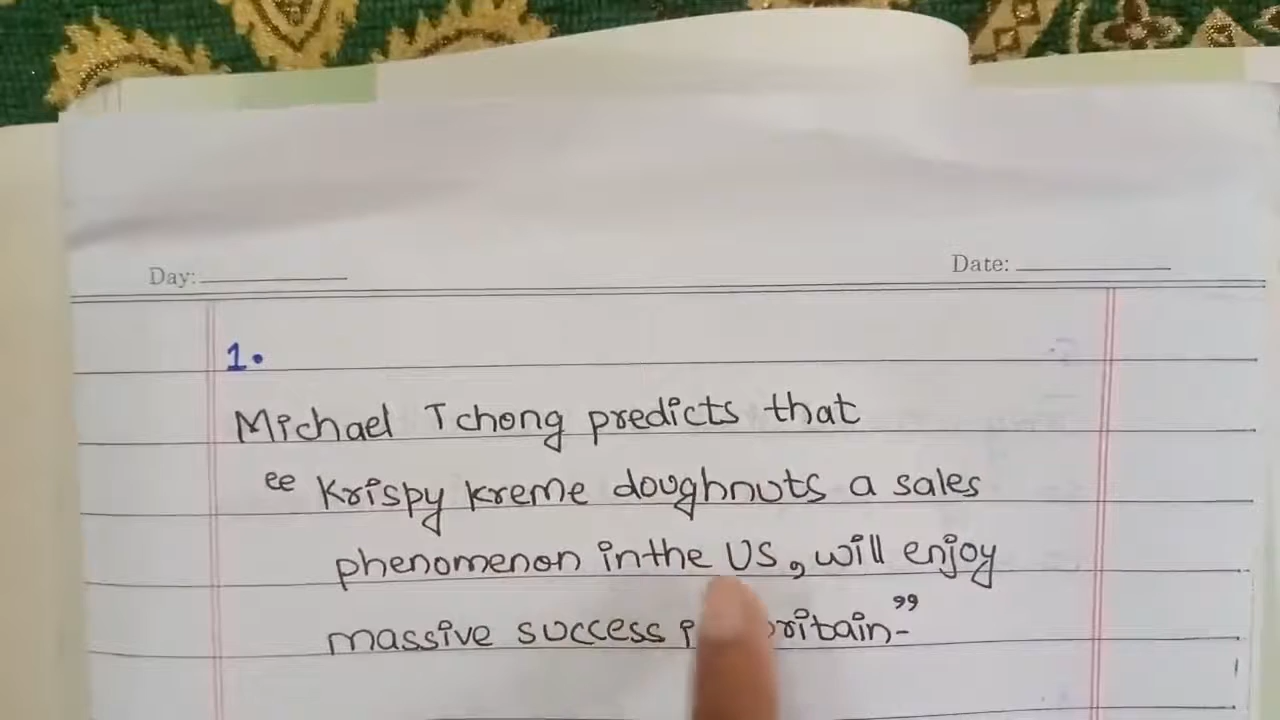 Day:
Date:
1.
Michael Tchong predicts that
“ Krispy kreme doughnuts a sales
phenomenon in the US, will enjoy
massive success ritain-”